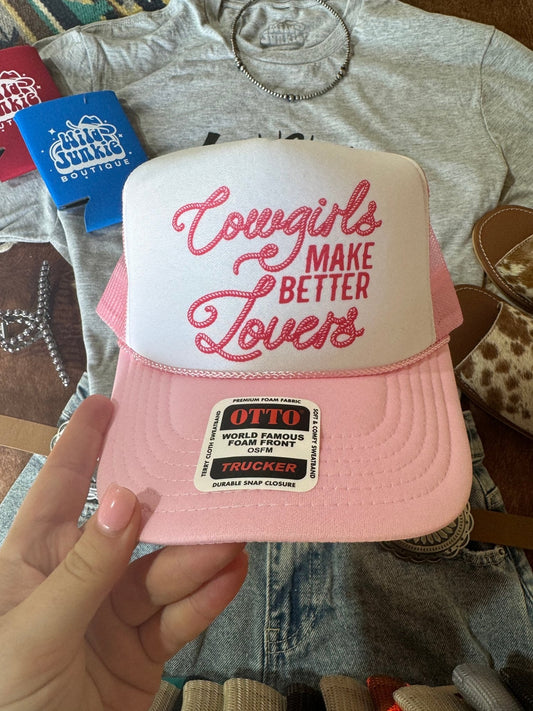 Wild
Junkie
BOUTIQUE
Cowgirls
MAKE
BETTER
Lovers
PREMIUM FOAM FABRIC
OTTO
WORLD FAMOUS
FOAM FRONT
OSFM
TRUCKER
DURABLE SNAP CLOSURE
TERRY CLOTH SWEATBAND
SOFT & COMFY SWEATBAND